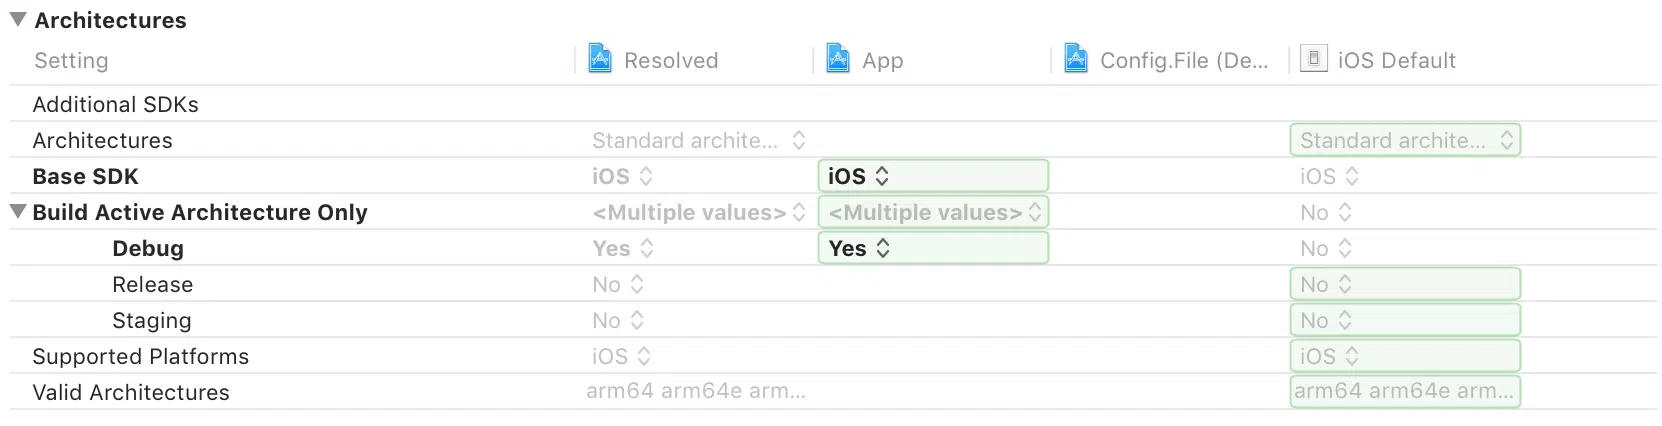 Architectures
Setting Resolved App Config.File (De... iOS Default
Additional SDKs
Architectures Standard archite... Standard archite...
Base SDK iOS iOS iOS
Build Active Architecture Only <Multiple values> <Multiple values> No
Debug Yes Yes No
Release No No
Staging No No
Supported Platforms iOS iOS
Valid Architectures arm64 arm64e arm... arm64 arm64e arm...